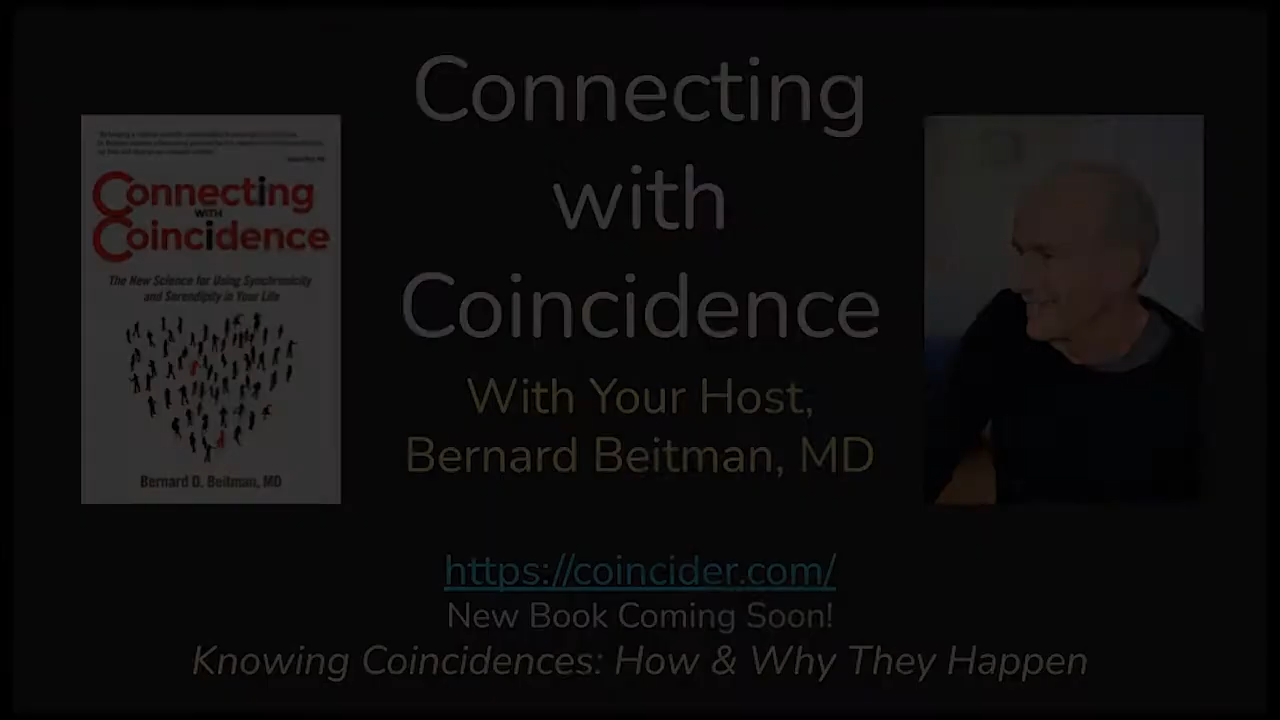 Connecting
with
Coincidence
With Your Host,
Bernard Beitman, MD
https://coincider.com/
New Book Coming Soon!
Knowing Coincidences: How & Why They Happen
Connecting
WITH
Coincidence
The New Science for Using Synchronicity
and Serendipity in Your Life
Bernard D. Beitman, MD